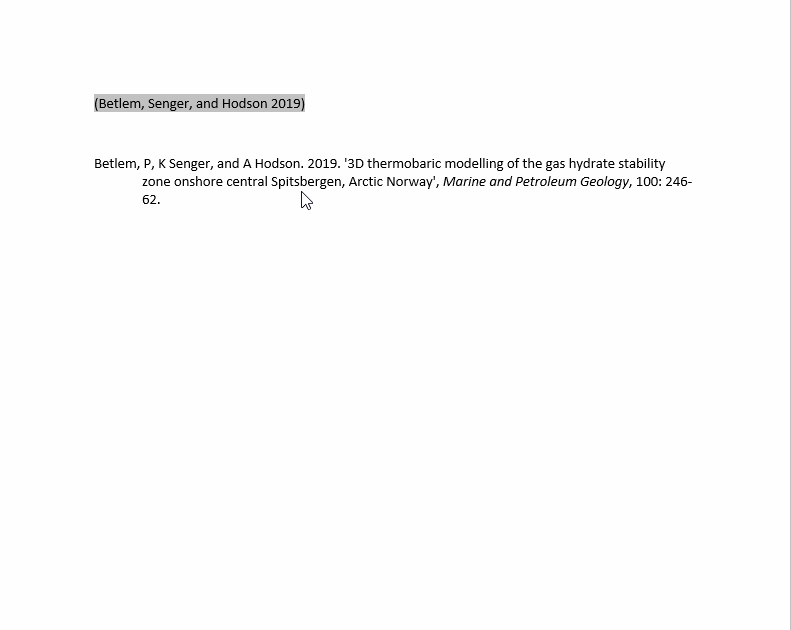 (Betlem, Senger, and Hodson 2019)
Betlem, P, K Senger, and A Hodson. 2019. '3D thermobaric modelling of the gas hydrate stability
zone onshore central Spitsbergen, Arctic Norway', Marine and Petroleum Geology, 100: 246-
62.